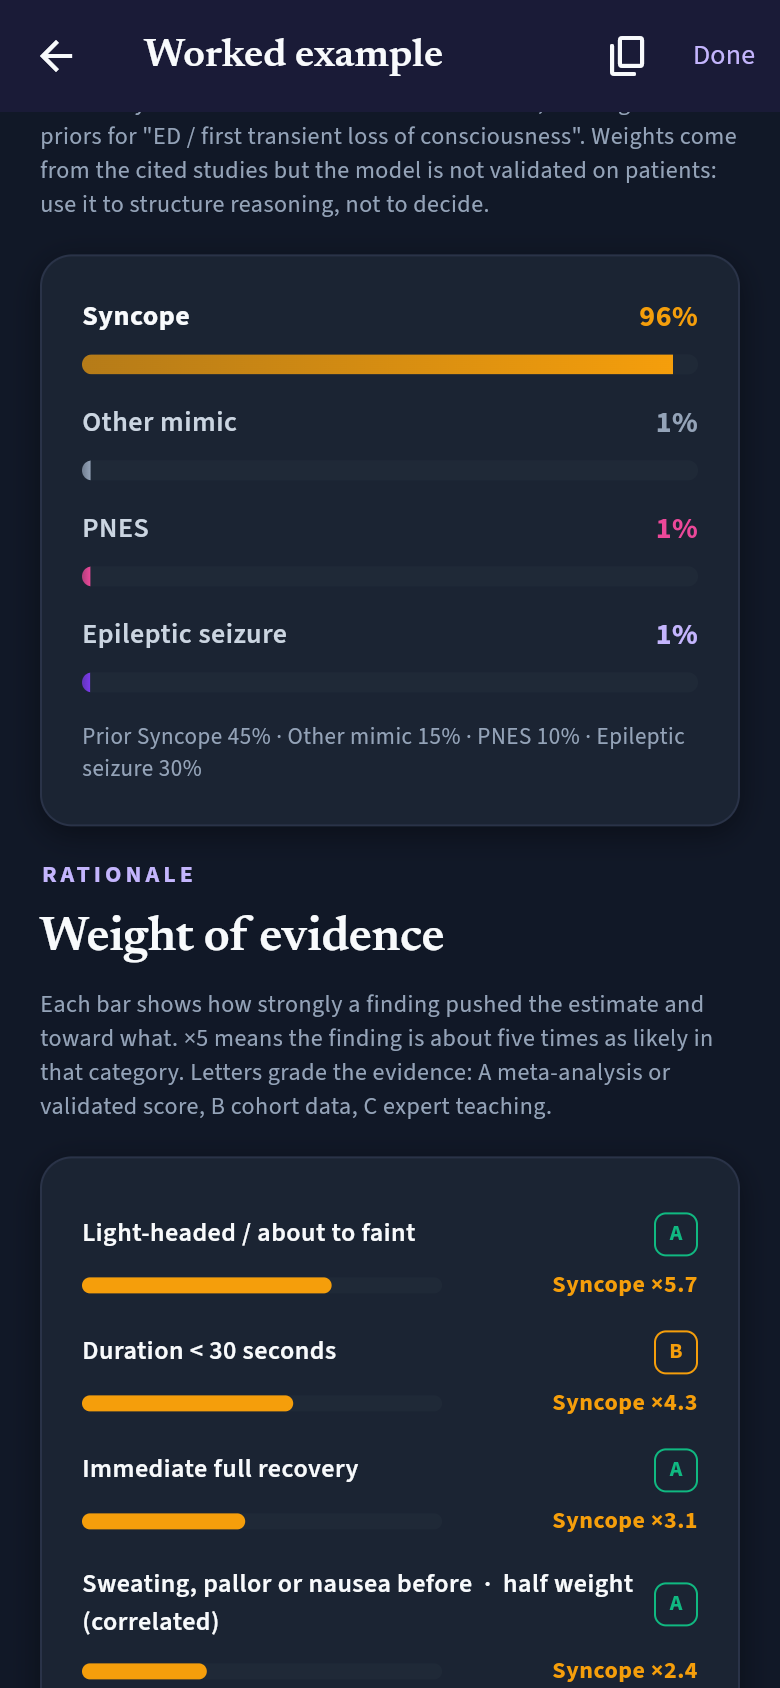 Worked example
Done
priors for "ED / first transient loss of consciousness". Weights come
from the cited studies but the model is not validated on patients:
use it to structure reasoning, not to decide.
Syncope
96%
Other mimic
1%
PNES
1%
Epileptic seizure
1%
Prior Syncope 45% · Other mimic 15% · PNES 10% · Epileptic
seizure 30%
RATIONALE
Weight of evidence
Each bar shows how strongly a finding pushed the estimate and
toward what. ×5 means the finding is about five times as likely in
that category. Letters grade the evidence: A meta-analysis or
validated score, B cohort data, C expert teaching.
Light-headed / about to faint
A
Syncope ×5.7
Duration < 30 seconds
B
Syncope ×4.3
Immediate full recovery
A
Syncope ×3.1
Sweating, pallor or nausea before · half weight
(correlated)
A
Syncope ×2.4